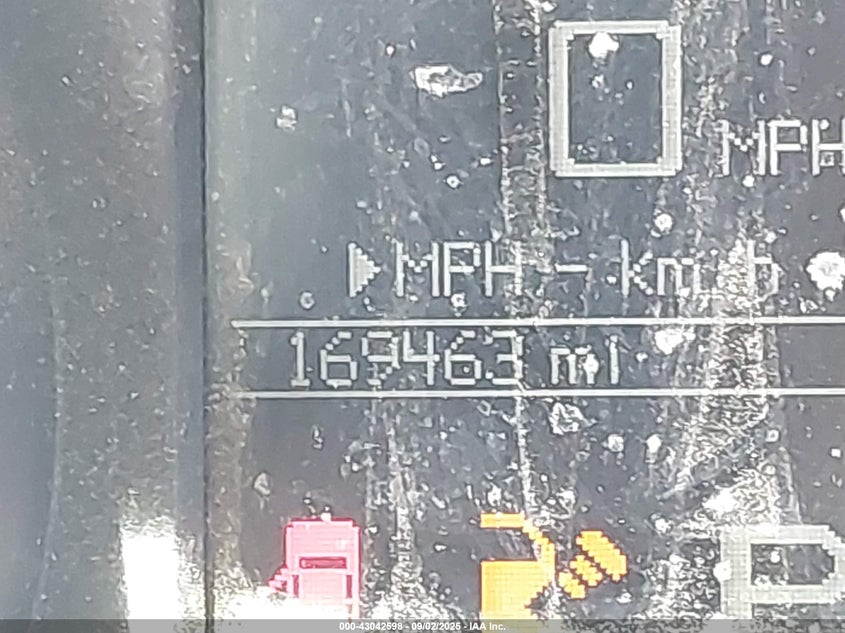 0 MPH
▶MPH - km/h
169463 mi
P
000-43042598 - 09/02/2025 - IAA Inc.